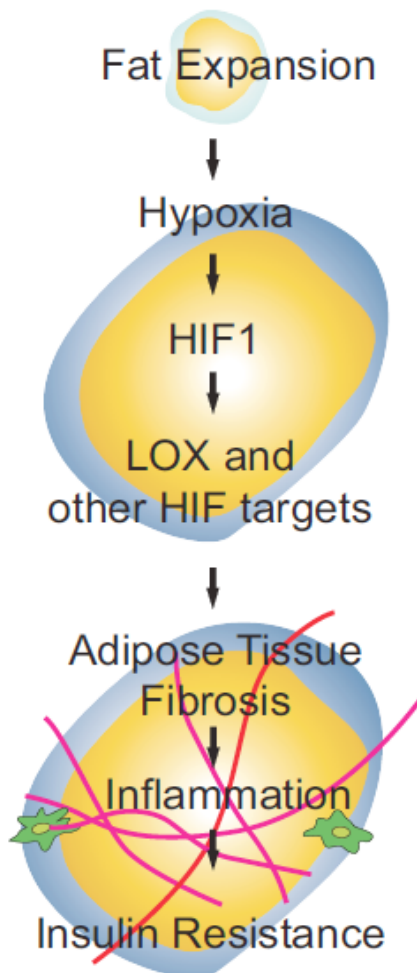 Fat Expansion
Hypoxia
HIF1
LOX and
other HIF targets
Adipose Tissue
Fibrosis
Inflammation
Insulin Resistance